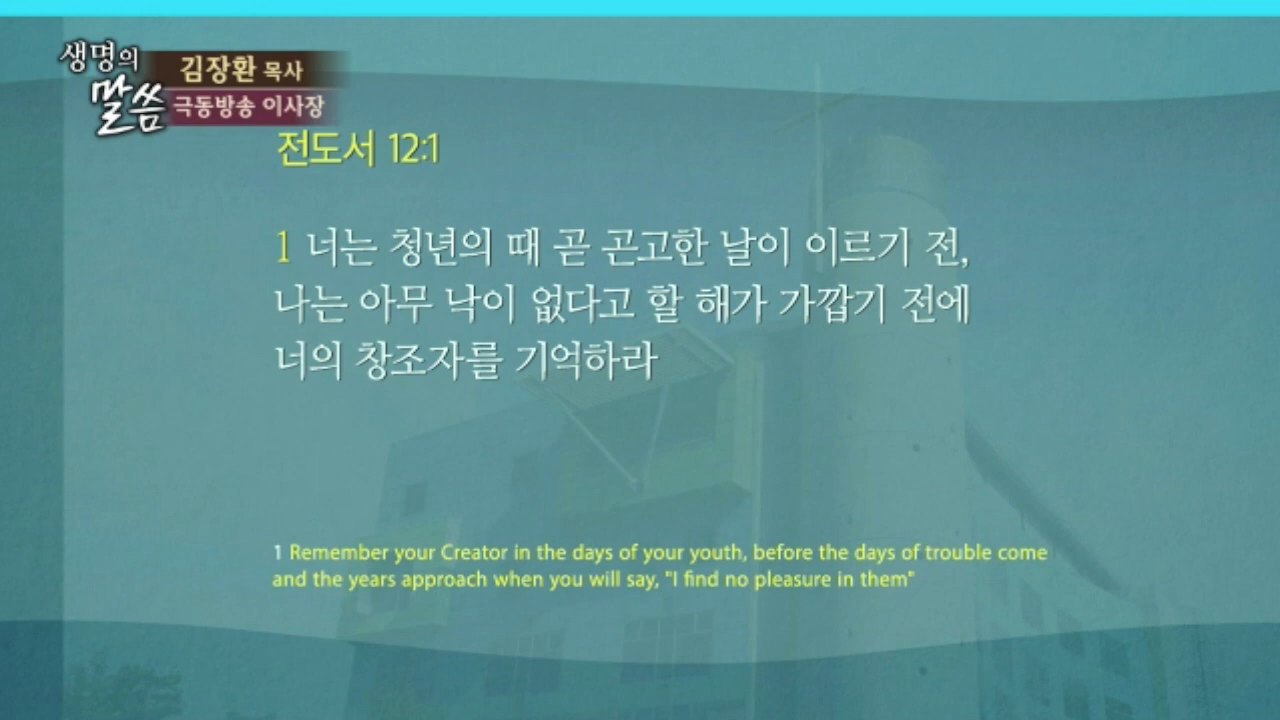 생명의
말씀
김장환 목사
극동방송 이사장
전도서 12:1
1 너는 청년의 때 곧 곤고한 날이 이르기 전,
나는 아무 낙이 없다고 할 해가 가깝기 전에
너의 창조자를 기억하라
1 Remember your Creator in the days of your youth, before the days of trouble come
and the years approach when you will say, "I find no pleasure in them"